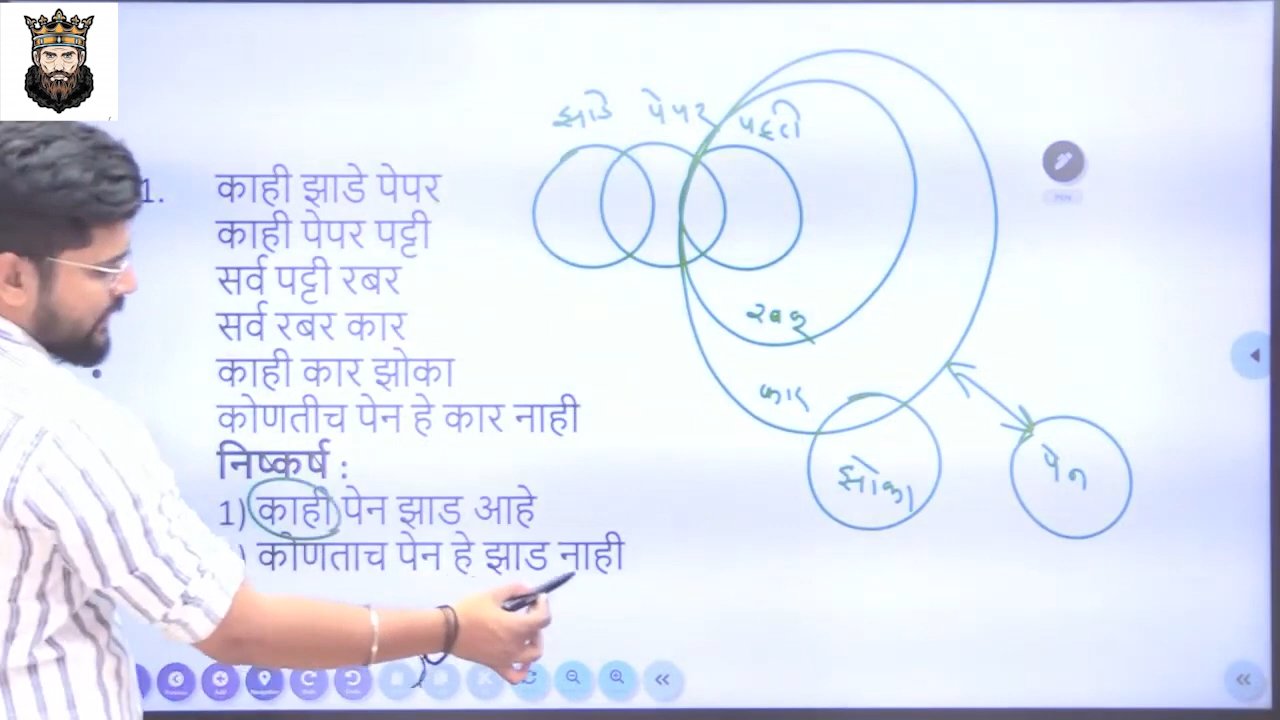 झाडे पेपर पट्टी
1. काही झाडे पेपर
काही पेपर पट्टी
सर्व पट्टी रबर
सर्व रबर कार
काही कार झोका
कोणतीच पेन हे कार नाही
निष्कर्ष :
1) काही पेन झाड आहे
) कोणताच पेन हे झाड नाही
रबर
कार
झोका
पेन